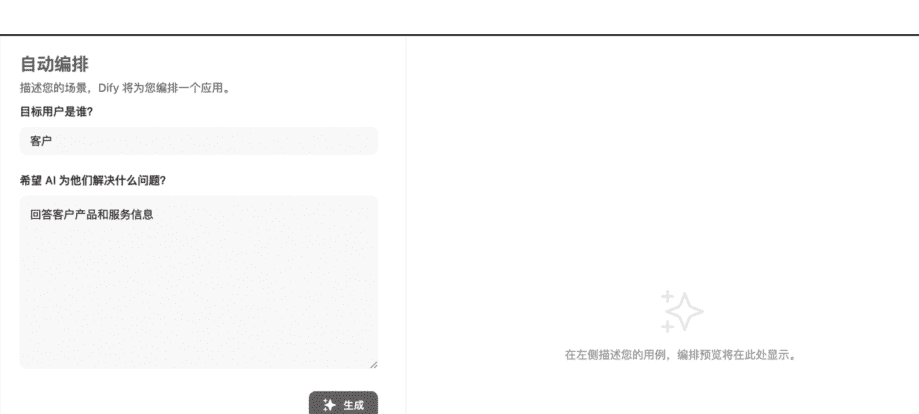 自动编排
描述您的场景，Dify 将为您编排一个应用。
目标用户是谁?
客户
希望 AI 为他们解决什么问题?
回答客户产品和服务信息
生成
在左侧描述您的用例，编排预览将在此处显示。